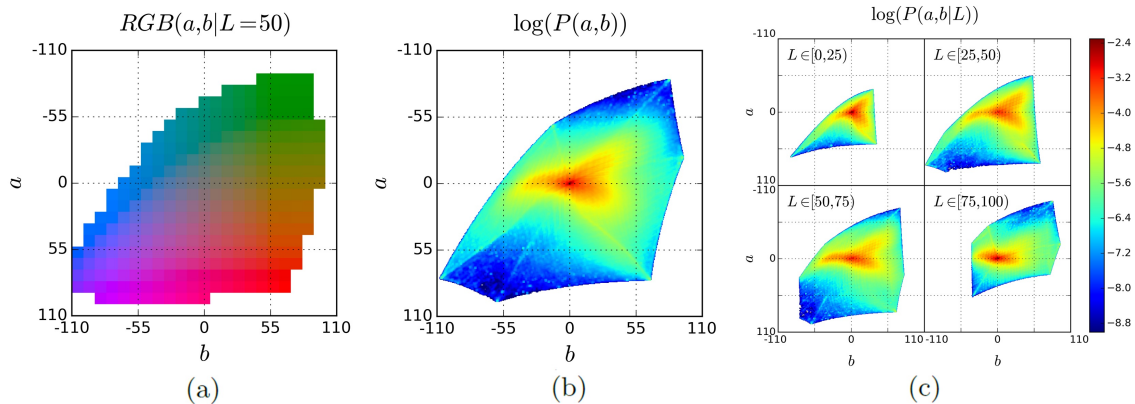 RGB(a,b|L=50)
-110
-55
0
55
110
a
-110
-55
0
55
110
b
(a)
log(P(a,b))
-110
-55
0
55
110
a
-110
-55
0
55
110
b
(b)
log(P(a,b|L))
L∈[0,25)
L∈[25,50)
L∈[50,75)
L∈[75,100)
-110
0
110
-110
0
110
a
a
-110
0
110
-110
0
110
b
b
-2.4
-3.2
-4.0
-4.8
-5.6
-6.4
-7.2
-8.0
-8.8
(c)